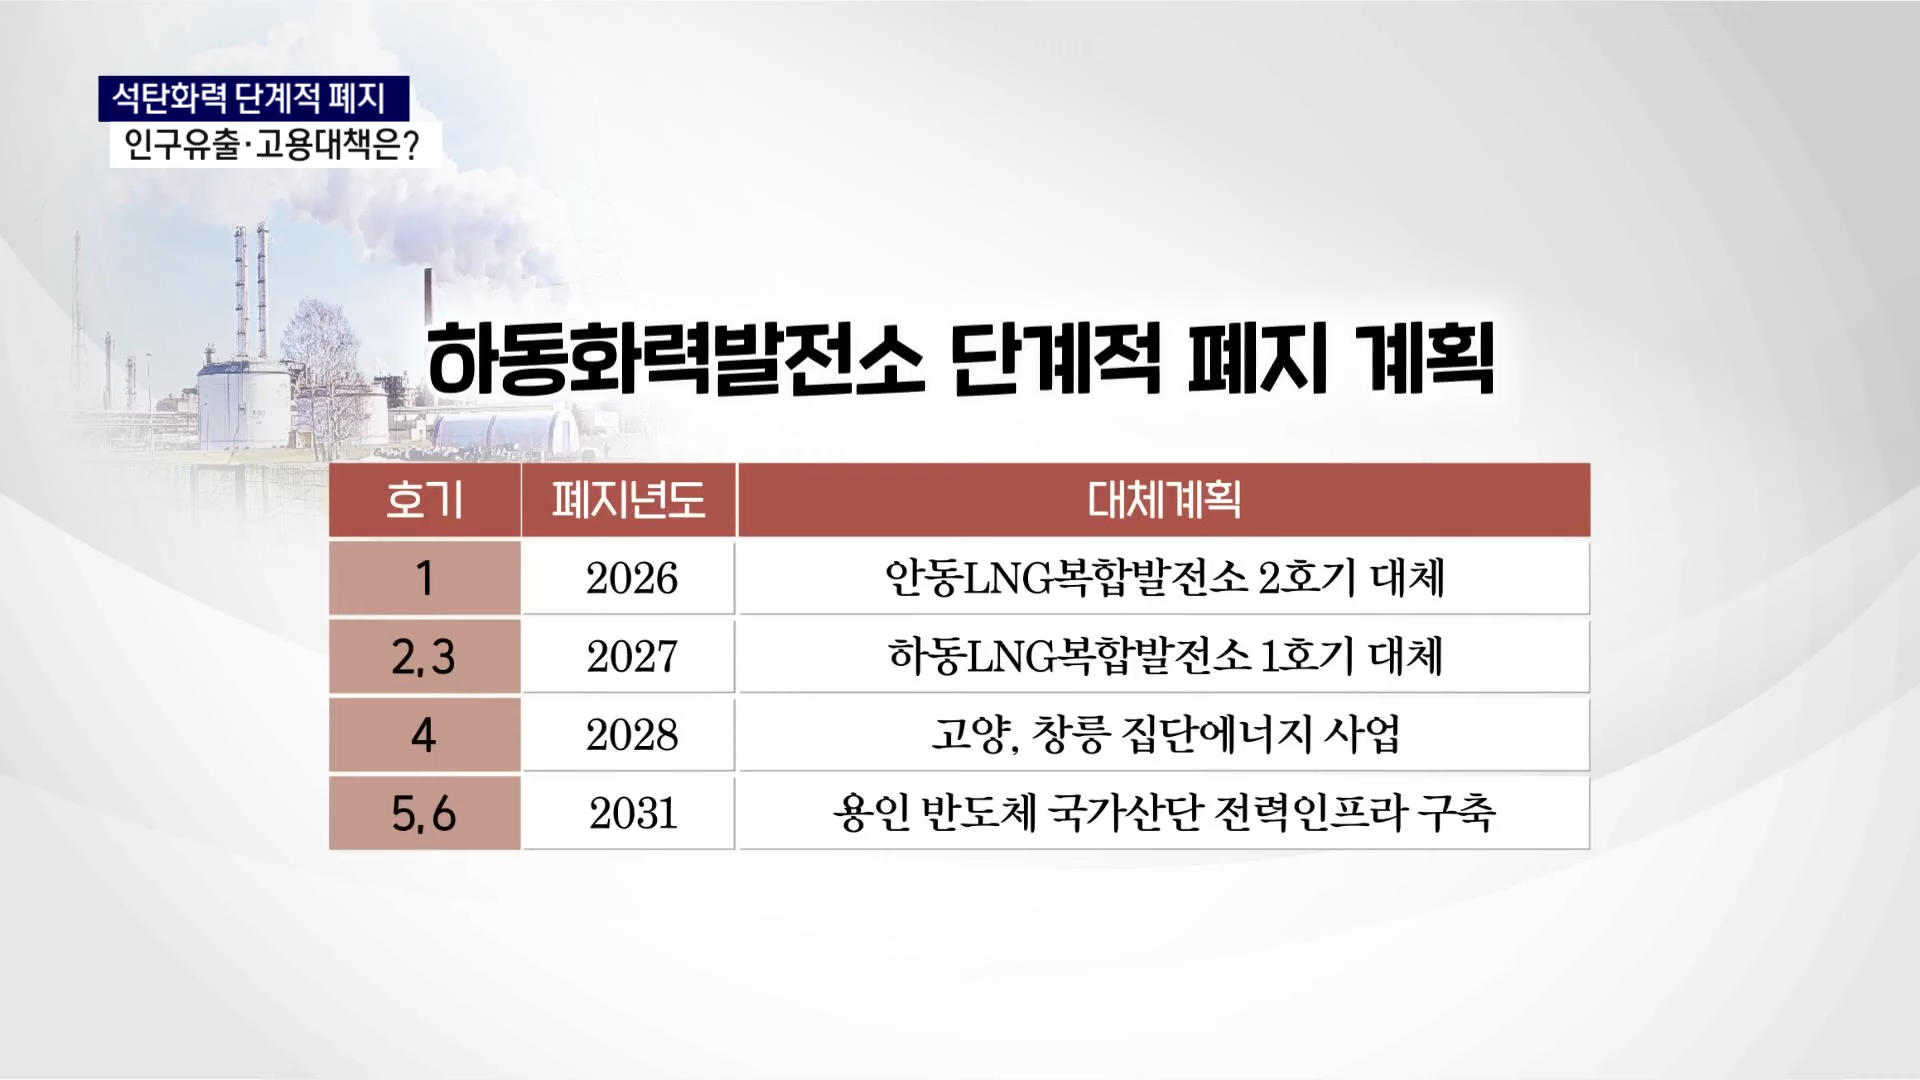 석탄화력 단계적 폐지
인구유출·고용대책은?
하동화력발전소 단계적 폐지 계획
호기 폐지년도 대체계획
1 2026 안동LNG복합발전소 2호기 대체
2,3 2027 하동LNG복합발전소 1호기 대체
4 2028 고양, 창릉 집단에너지 사업
5,6 2031 용인 반도체 국가산단 전력인프라 구축